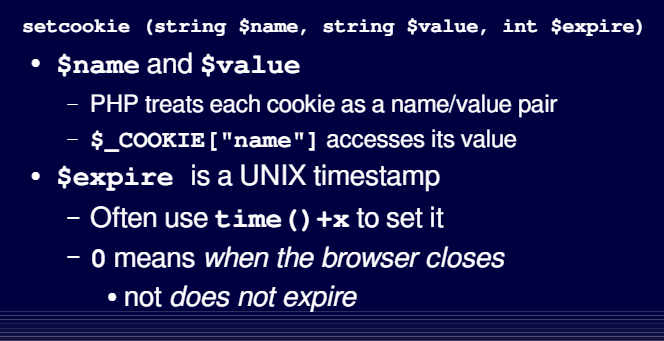 setcookie (string $name, string $value, int $expire)
• $name and $value
– PHP treats each cookie as a name/value pair
– $_COOKIE["name"] accesses its value
• $expire is a UNIX timestamp
– Often use time()+x to set it
– 0 means when the browser closes
• not does not expire